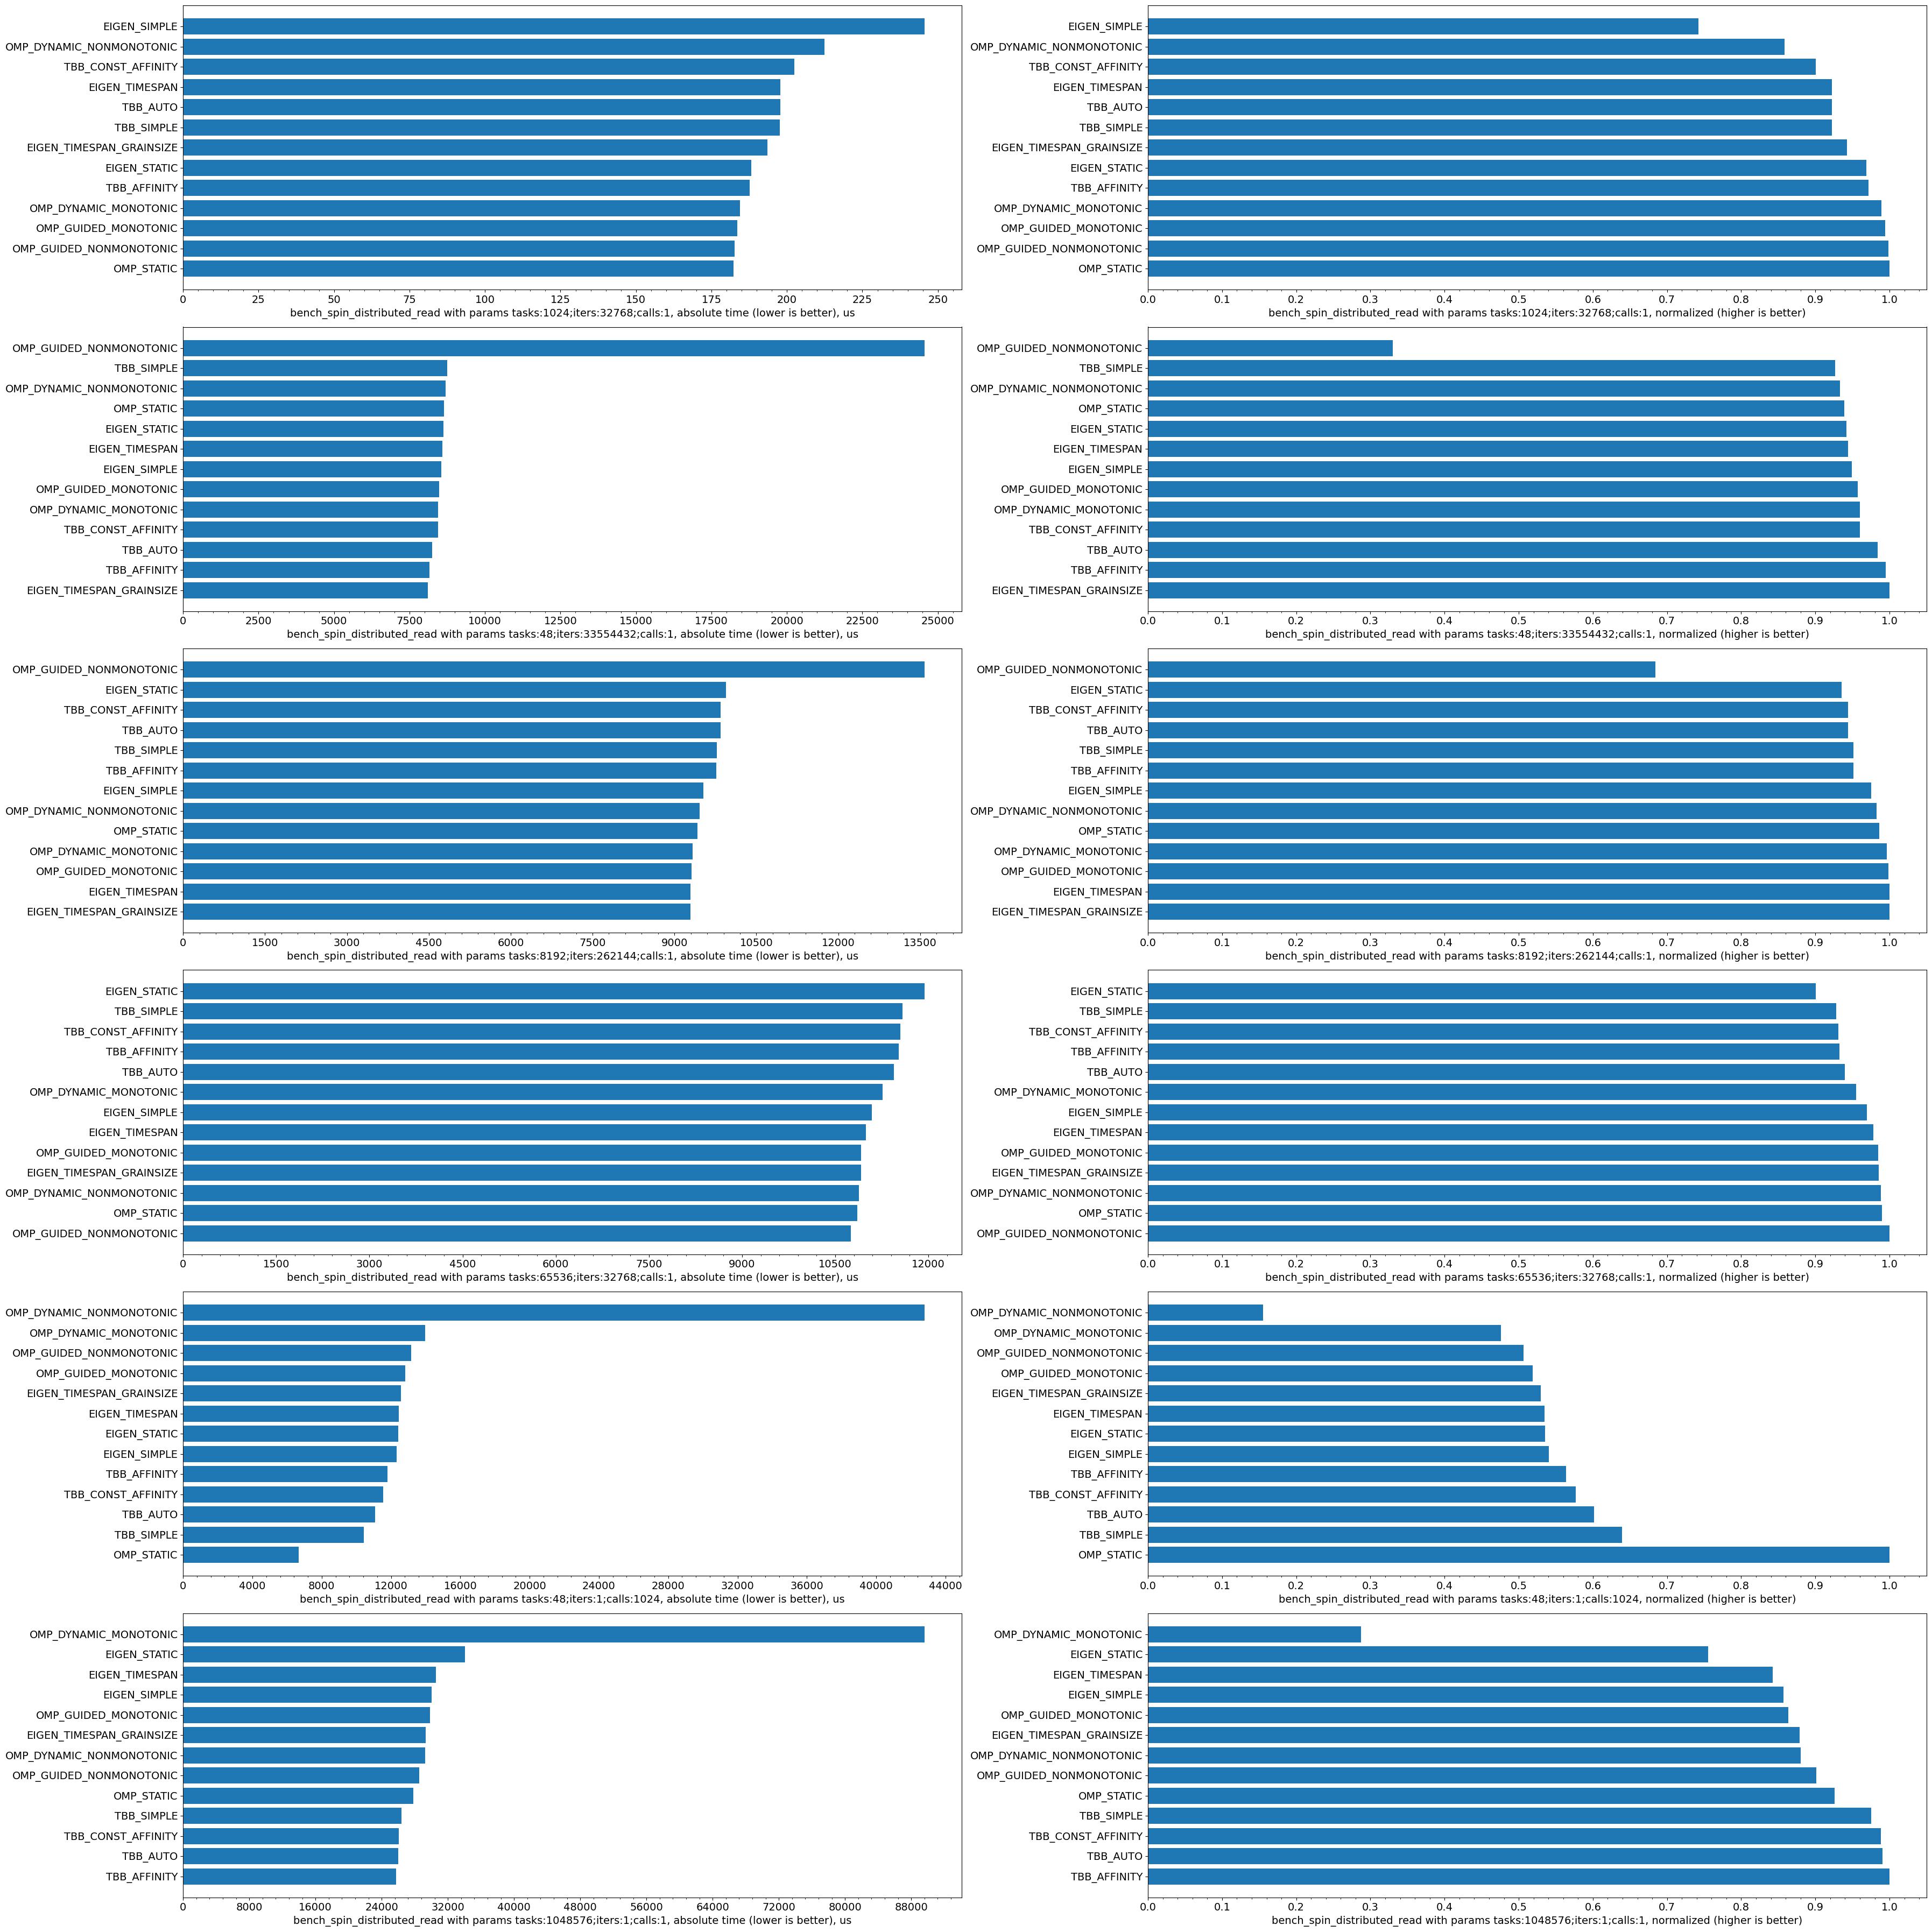 EIGEN_SIMPLE
OMP_DYNAMIC_NONMONOTONIC
TBB_CONST_AFFINITY
EIGEN_TIMESPAN
TBB_AUTO
TBB_SIMPLE
EIGEN_TIMESPAN_GRAINSIZE
EIGEN_STATIC
TBB_AFFINITY
OMP_DYNAMIC_MONOTONIC
OMP_GUIDED_MONOTONIC
OMP_GUIDED_NONMONOTONIC
OMP_STATIC
0 25 50 75 100 125 150 175 200 225 250
bench_spin_distributed_read with params tasks:1024;iters:32768;calls:1, absolute time (lower is better), us
EIGEN_SIMPLE
OMP_DYNAMIC_NONMONOTONIC
TBB_CONST_AFFINITY
EIGEN_TIMESPAN
TBB_AUTO
TBB_SIMPLE
EIGEN_TIMESPAN_GRAINSIZE
EIGEN_STATIC
TBB_AFFINITY
OMP_DYNAMIC_MONOTONIC
OMP_GUIDED_MONOTONIC
OMP_GUIDED_NONMONOTONIC
OMP_STATIC
0.0 0.1 0.2 0.3 0.4 0.5 0.6 0.7 0.8 0.9 1.0
bench_spin_distributed_read with params tasks:1024;iters:32768;calls:1, normalized (higher is better)
OMP_GUIDED_NONMONOTONIC
TBB_SIMPLE
OMP_DYNAMIC_NONMONOTONIC
OMP_STATIC
EIGEN_STATIC
EIGEN_TIMESPAN
EIGEN_SIMPLE
OMP_GUIDED_MONOTONIC
OMP_DYNAMIC_MONOTONIC
TBB_CONST_AFFINITY
TBB_AUTO
TBB_AFFINITY
EIGEN_TIMESPAN_GRAINSIZE
0 2500 5000 7500 10000 12500 15000 17500 20000 22500 25000
bench_spin_distributed_read with params tasks:48;iters:33554432;calls:1, absolute time (lower is better), us
OMP_GUIDED_NONMONOTONIC
TBB_SIMPLE
OMP_DYNAMIC_NONMONOTONIC
OMP_STATIC
EIGEN_STATIC
EIGEN_TIMESPAN
EIGEN_SIMPLE
OMP_GUIDED_MONOTONIC
OMP_DYNAMIC_MONOTONIC
TBB_CONST_AFFINITY
TBB_AUTO
TBB_AFFINITY
EIGEN_TIMESPAN_GRAINSIZE
0.0 0.1 0.2 0.3 0.4 0.5 0.6 0.7 0.8 0.9 1.0
bench_spin_distributed_read with params tasks:48;iters:33554432;calls:1, normalized (higher is better)
OMP_GUIDED_NONMONOTONIC
EIGEN_STATIC
TBB_CONST_AFFINITY
TBB_AUTO
TBB_SIMPLE
TBB_AFFINITY
EIGEN_SIMPLE
OMP_DYNAMIC_NONMONOTONIC
OMP_STATIC
OMP_DYNAMIC_MONOTONIC
OMP_GUIDED_MONOTONIC
EIGEN_TIMESPAN
EIGEN_TIMESPAN_GRAINSIZE
0 1500 3000 4500 6000 7500 9000 10500 12000 13500
bench_spin_distributed_read with params tasks:8192;iters:262144;calls:1, absolute time (lower is better), us
OMP_GUIDED_NONMONOTONIC
EIGEN_STATIC
TBB_CONST_AFFINITY
TBB_AUTO
TBB_SIMPLE
TBB_AFFINITY
EIGEN_SIMPLE
OMP_DYNAMIC_NONMONOTONIC
OMP_STATIC
OMP_DYNAMIC_MONOTONIC
OMP_GUIDED_MONOTONIC
EIGEN_TIMESPAN
EIGEN_TIMESPAN_GRAINSIZE
0.0 0.1 0.2 0.3 0.4 0.5 0.6 0.7 0.8 0.9 1.0
bench_spin_distributed_read with params tasks:8192;iters:262144;calls:1, normalized (higher is better)
EIGEN_STATIC
TBB_SIMPLE
TBB_CONST_AFFINITY
TBB_AFFINITY
TBB_AUTO
OMP_DYNAMIC_MONOTONIC
EIGEN_SIMPLE
EIGEN_TIMESPAN
OMP_GUIDED_MONOTONIC
EIGEN_TIMESPAN_GRAINSIZE
OMP_DYNAMIC_NONMONOTONIC
OMP_STATIC
OMP_GUIDED_NONMONOTONIC
0 1500 3000 4500 6000 7500 9000 10500 12000
bench_spin_distributed_read with params tasks:65536;iters:32768;calls:1, absolute time (lower is better), us
EIGEN_STATIC
TBB_SIMPLE
TBB_CONST_AFFINITY
TBB_AFFINITY
TBB_AUTO
OMP_DYNAMIC_MONOTONIC
EIGEN_SIMPLE
EIGEN_TIMESPAN
OMP_GUIDED_MONOTONIC
EIGEN_TIMESPAN_GRAINSIZE
OMP_DYNAMIC_NONMONOTONIC
OMP_STATIC
OMP_GUIDED_NONMONOTONIC
0.0 0.1 0.2 0.3 0.4 0.5 0.6 0.7 0.8 0.9 1.0
bench_spin_distributed_read with params tasks:65536;iters:32768;calls:1, normalized (higher is better)
OMP_DYNAMIC_NONMONOTONIC
OMP_DYNAMIC_MONOTONIC
OMP_GUIDED_NONMONOTONIC
OMP_GUIDED_MONOTONIC
EIGEN_TIMESPAN_GRAINSIZE
EIGEN_TIMESPAN
EIGEN_STATIC
EIGEN_SIMPLE
TBB_AFFINITY
TBB_CONST_AFFINITY
TBB_AUTO
TBB_SIMPLE
OMP_STATIC
0 4000 8000 12000 16000 20000 24000 28000 32000 36000 40000 44000
bench_spin_distributed_read with params tasks:48;iters:1;calls:1024, absolute time (lower is better), us
OMP_DYNAMIC_NONMONOTONIC
OMP_DYNAMIC_MONOTONIC
OMP_GUIDED_NONMONOTONIC
OMP_GUIDED_MONOTONIC
EIGEN_TIMESPAN_GRAINSIZE
EIGEN_TIMESPAN
EIGEN_STATIC
EIGEN_SIMPLE
TBB_AFFINITY
TBB_CONST_AFFINITY
TBB_AUTO
TBB_SIMPLE
OMP_STATIC
0.0 0.1 0.2 0.3 0.4 0.5 0.6 0.7 0.8 0.9 1.0
bench_spin_distributed_read with params tasks:48;iters:1;calls:1024, normalized (higher is better)
OMP_DYNAMIC_MONOTONIC
EIGEN_STATIC
EIGEN_TIMESPAN
EIGEN_SIMPLE
OMP_GUIDED_MONOTONIC
EIGEN_TIMESPAN_GRAINSIZE
OMP_DYNAMIC_NONMONOTONIC
OMP_GUIDED_NONMONOTONIC
OMP_STATIC
TBB_SIMPLE
TBB_CONST_AFFINITY
TBB_AUTO
TBB_AFFINITY
0 8000 16000 24000 32000 40000 48000 56000 64000 72000 80000 88000
bench_spin_distributed_read with params tasks:1048576;iters:1;calls:1, absolute time (lower is better), us
OMP_DYNAMIC_MONOTONIC
EIGEN_STATIC
EIGEN_TIMESPAN
EIGEN_SIMPLE
OMP_GUIDED_MONOTONIC
EIGEN_TIMESPAN_GRAINSIZE
OMP_DYNAMIC_NONMONOTONIC
OMP_GUIDED_NONMONOTONIC
OMP_STATIC
TBB_SIMPLE
TBB_CONST_AFFINITY
TBB_AUTO
TBB_AFFINITY
0.0 0.1 0.2 0.3 0.4 0.5 0.6 0.7 0.8 0.9 1.0
bench_spin_distributed_read with params tasks:1048576;iters:1;calls:1, normalized (higher is better)